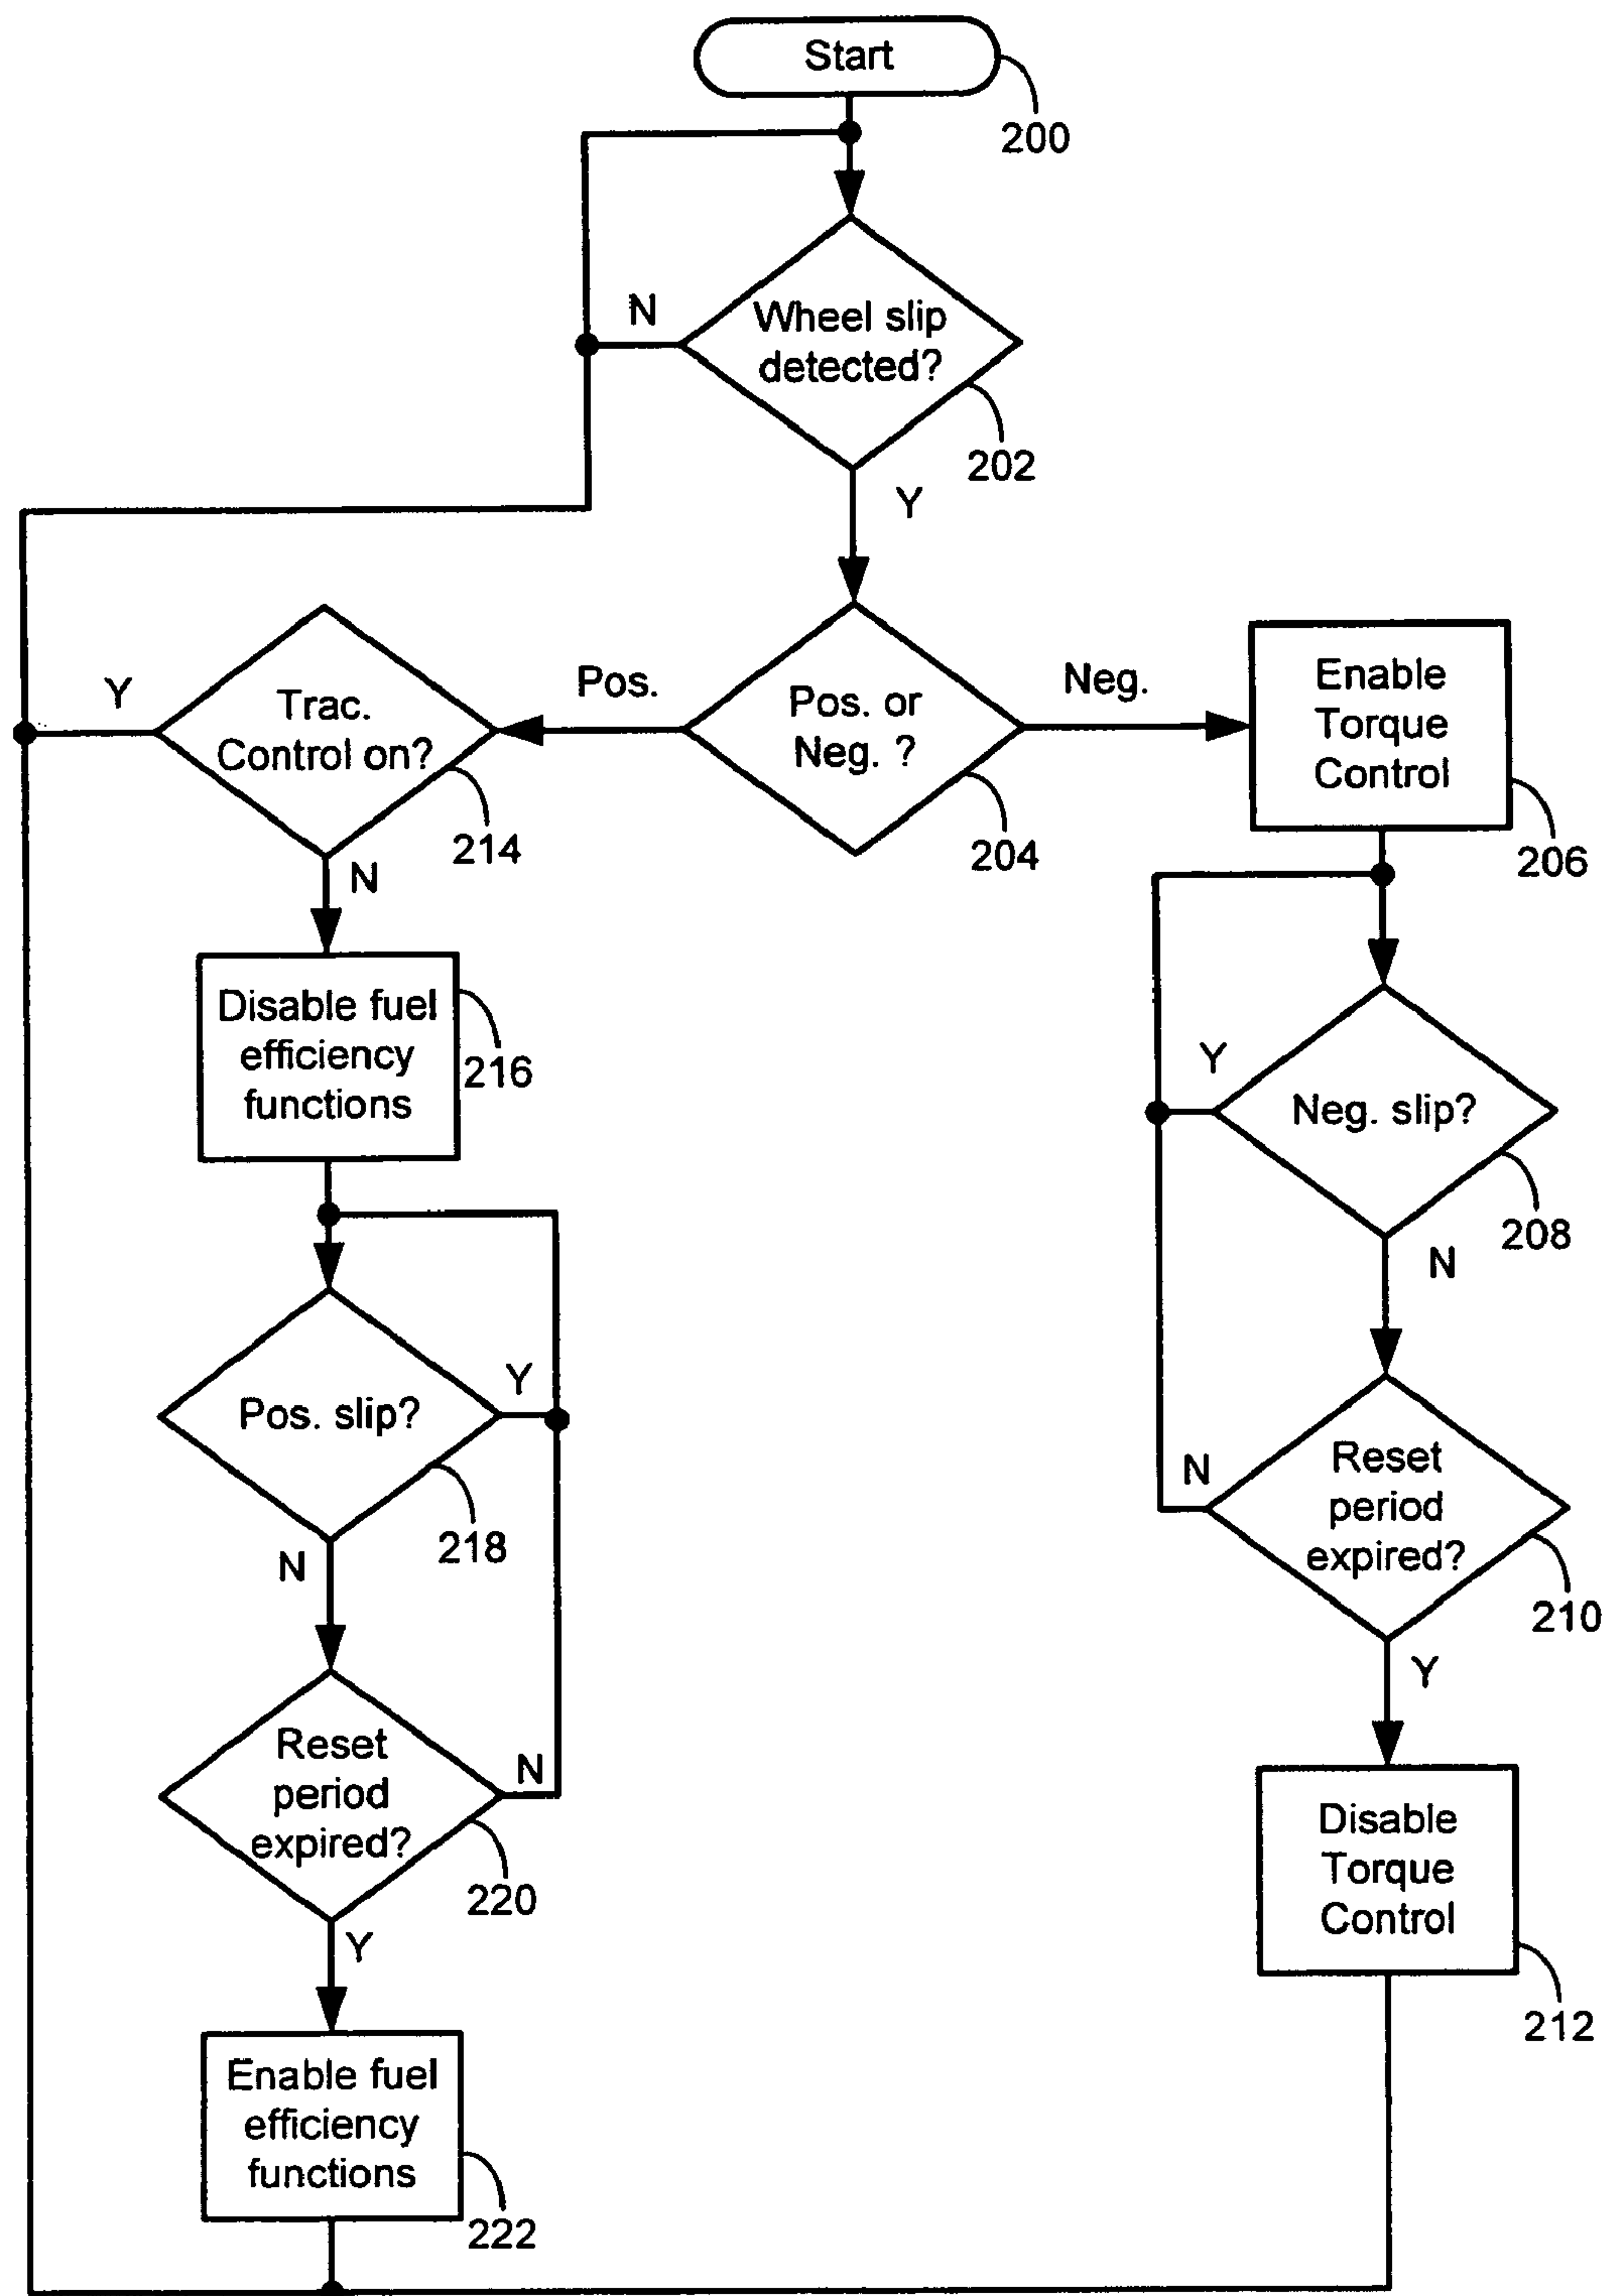 Start
200
N
Wheel slip
detected?
202
Y
Y
Trac.
Control on?
214
Pos.
Pos. or
Neg. ?
204
Neg.
Enable
Torque
Control
206
N
Disable fuel
efficiency
functions
216
Y
Neg. slip?
208
N
Pos. slip?
Y
218
N
N
Reset
period
expired?
210
Y
Reset
period
expired?
N
220
Y
Disable
Torque
Control
212
Enable fuel
efficiency
functions
222